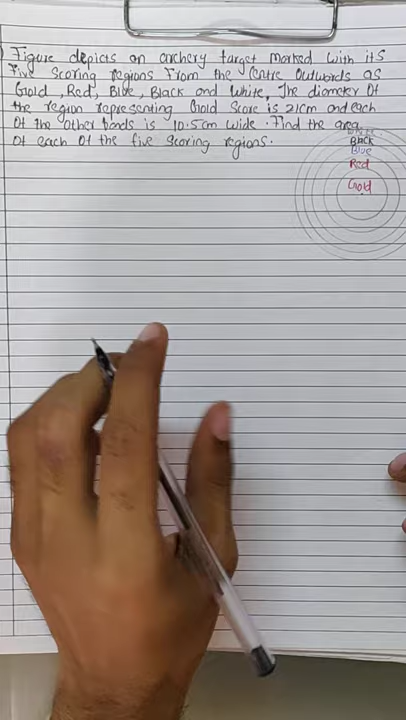 Figure depicts an archery target marked with its
Five Scoring regions From the Centre Outwords as
Gold, Red, Blue, Black and White, The diameter Of
the region representing Gold Score is 21cm and each
Of the other bands is 10.5cm wide. Find the area
Of each Of the five Scoring regions.
White
Black
Blue
Red
Gold